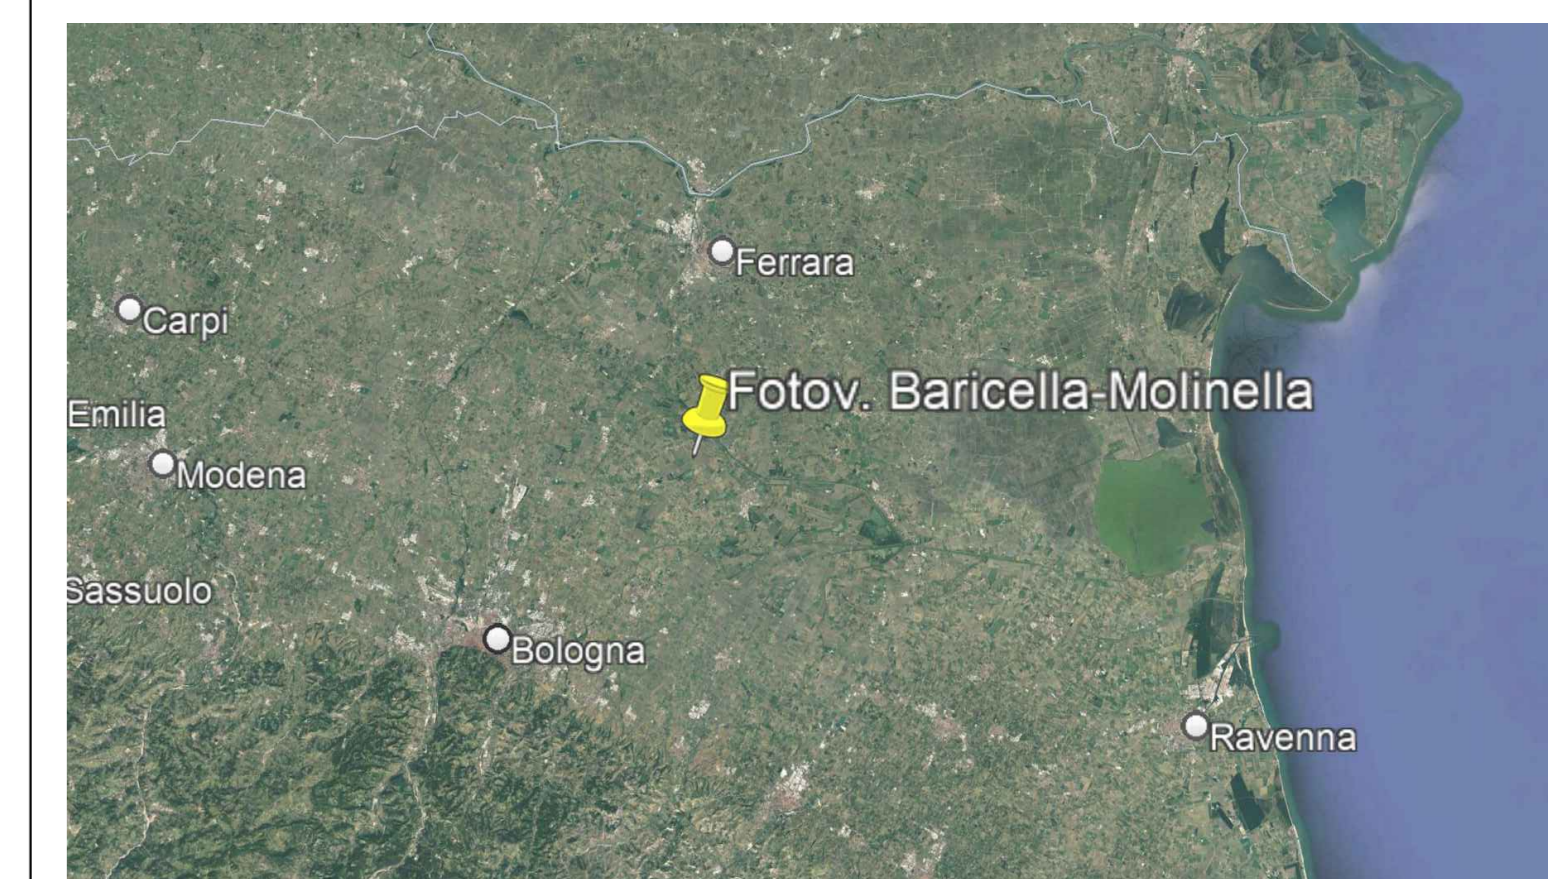 Ferrara
Carpi
Fotov. Baricella-Molinella
Emilia
Modena
Sassuolo
Bologna
Ravenna